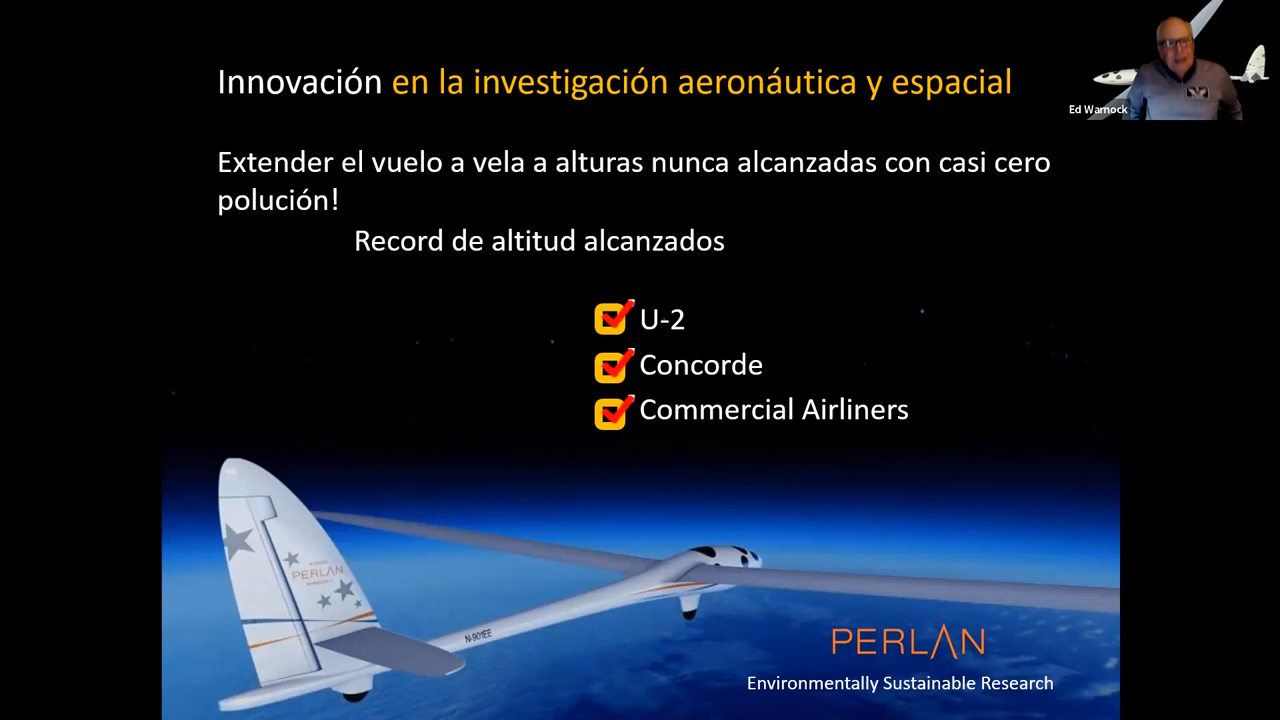 Innovación en la investigación aeronáutica y espacial
Ed Warnock
Extender el vuelo a vela a alturas nunca alcanzadas con casi cero
polución!
Record de altitud alcanzados
U-2
Concorde
Commercial Airliners
PERLAN
N-901EE
PERLAN
Environmentally Sustainable Research